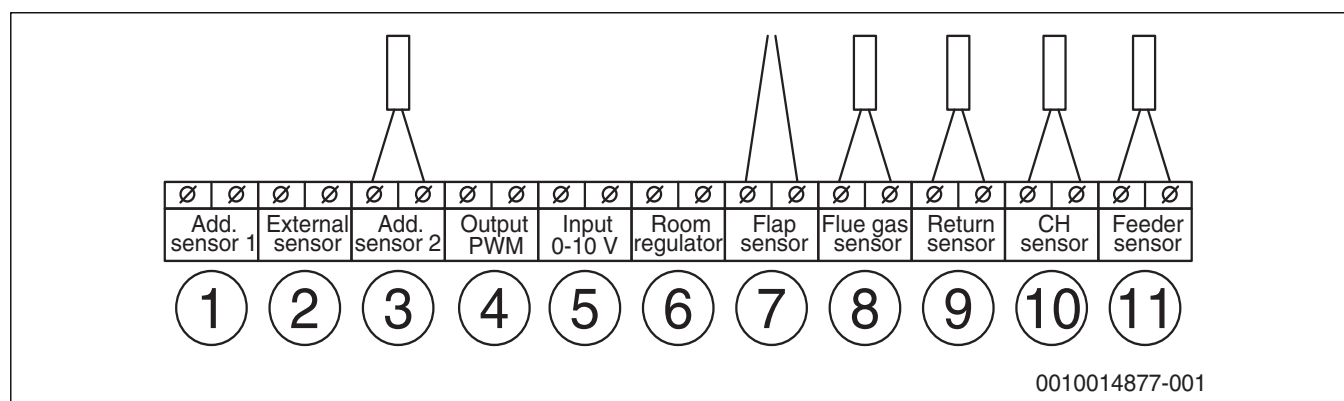 Add.
sensor 1
External
sensor
Add.
sensor 2
Output
PWM
Input
0-10 V
Room
regulator
Flap
sensor
Flue gas
sensor
Return
sensor
CH
sensor
Feeder
sensor
1 2 3 4 5 6 7 8 9 10 11
0010014877-001